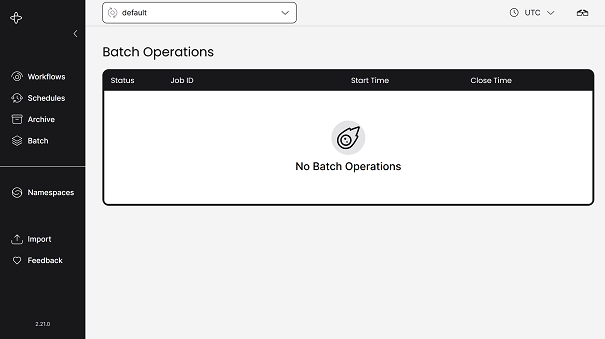 default
UTC
Workflows
Schedules
Archive
Batch
Namespaces
Import
Feedback
2.21.0
Batch Operations
Status Job ID Start Time Close Time
No Batch Operations